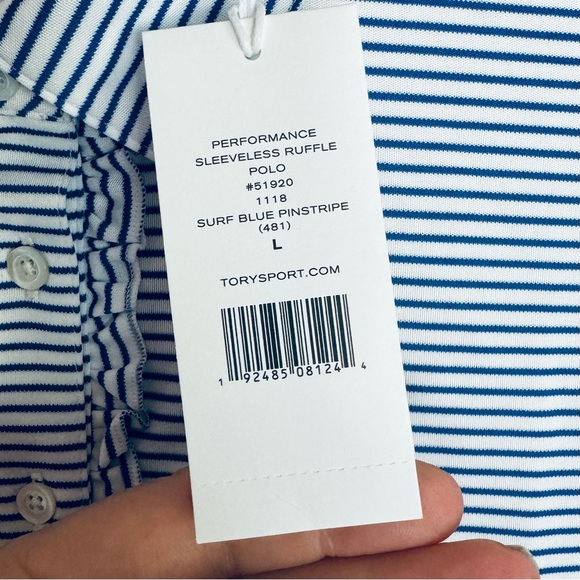 PERFORMANCE
SLEEVELESS RUFFLE
POLO
#51920
1118
SURF BLUE PINSTRIPE
(481)
L
TORYSPORT.COM
1 92485 08124 4